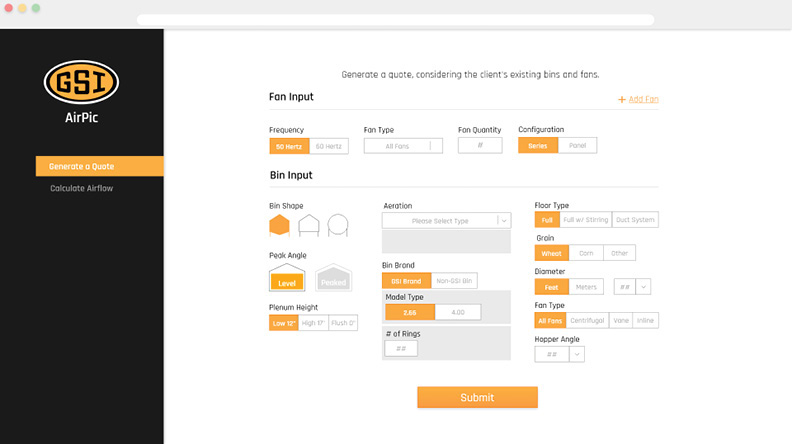 GSI
AirPic
Generate a Quote
Calculate Airflow
Generate a quote, considering the client's existing bins and fans.
Fan Input
+ Add Fan
Frequency
50 Hertz
60 Hertz
Fan Type
All Fans
Fan Quantity
#
Configuration
Series
Panel
Bin Input
Bin Shape
Peak Angle
Level
Peaked
Plenum Height
Low 12"
High 17"
Flush 0"
Aeration
Please Select Type
Bin Brand
GSI Brand
Non-GSI Bin
Model Type
2.66
4.00
# of Rings
##
Floor Type
Full
Full w/ Stirring
Duct System
Grain
Wheat
Corn
Other
Diameter
Feet
Meters
##
Fan Type
All Fans
Centrifugal
Vane
Inline
Hopper Angle
##
Submit